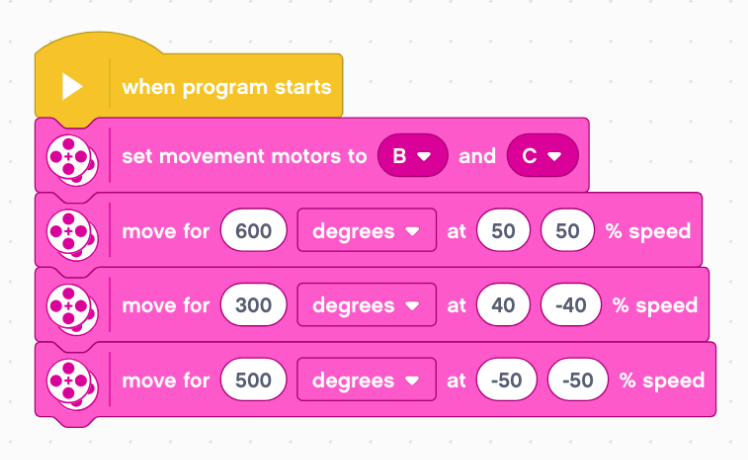 when program starts
set movement motors to B and C
move for 600 degrees at 50 50 % speed
move for 300 degrees at 40 -40 % speed
move for 500 degrees at -50 -50 % speed